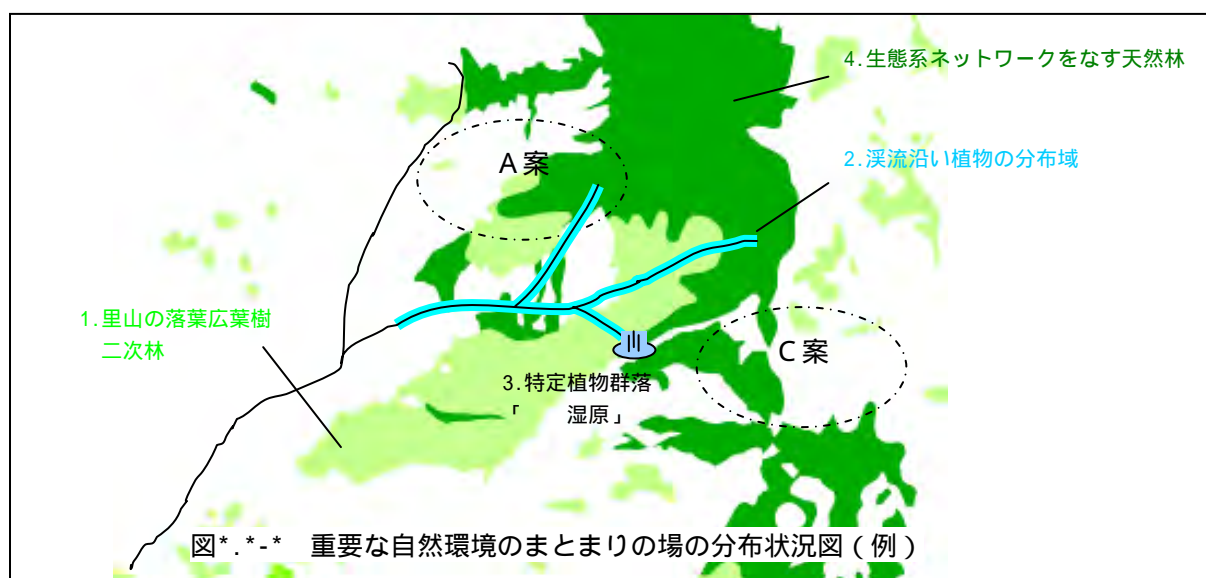 4.生態系ネットワークをなす天然林
A案
2.渓流沿い植物の分布域
1.里山の落葉広葉樹
二次林
C案
3.特定植物群落
「　　湿原」
図*.*-*　重要な自然環境のまとまりの場の分布状況図（例）